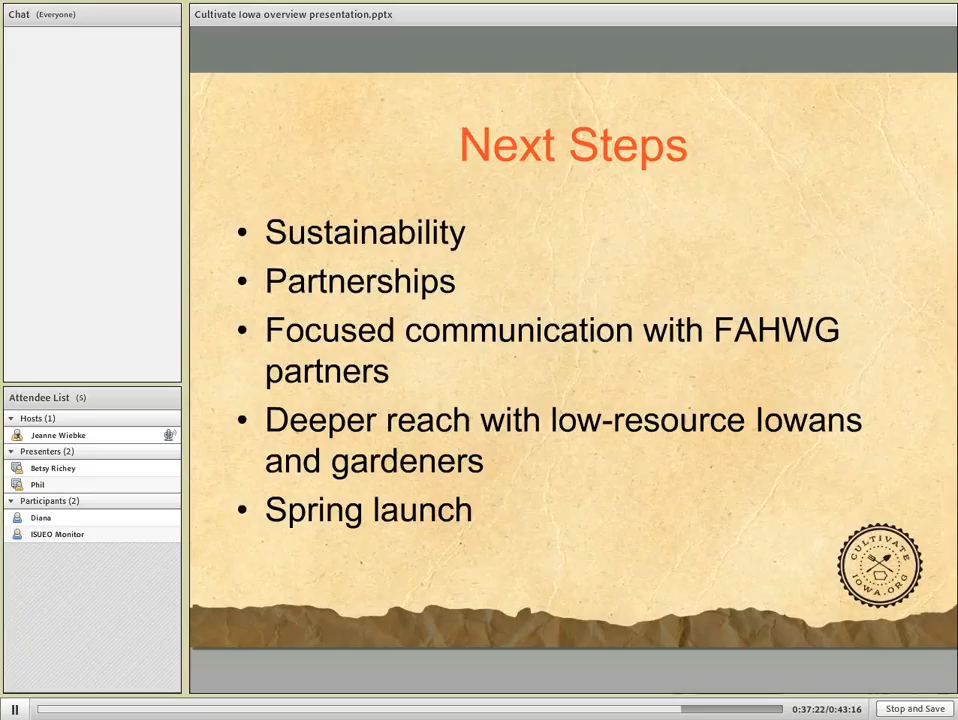 Chat (Everyone)
Cultivate Iowa overview presentation.pptx
Next Steps
• Sustainability
• Partnerships
• Focused communication with FAHWG
partners
• Deeper reach with low-resource Iowans
and gardeners
• Spring launch
CULTIVATE
IOWA.ORG
Attendee List (5)
Hosts (1)
Jeanne Wiebke
Presenters (2)
Betsy Richey
Phil
Participants (2)
Diana
ISUEO Monitor
0:37:22/0:43:16
Stop and Save